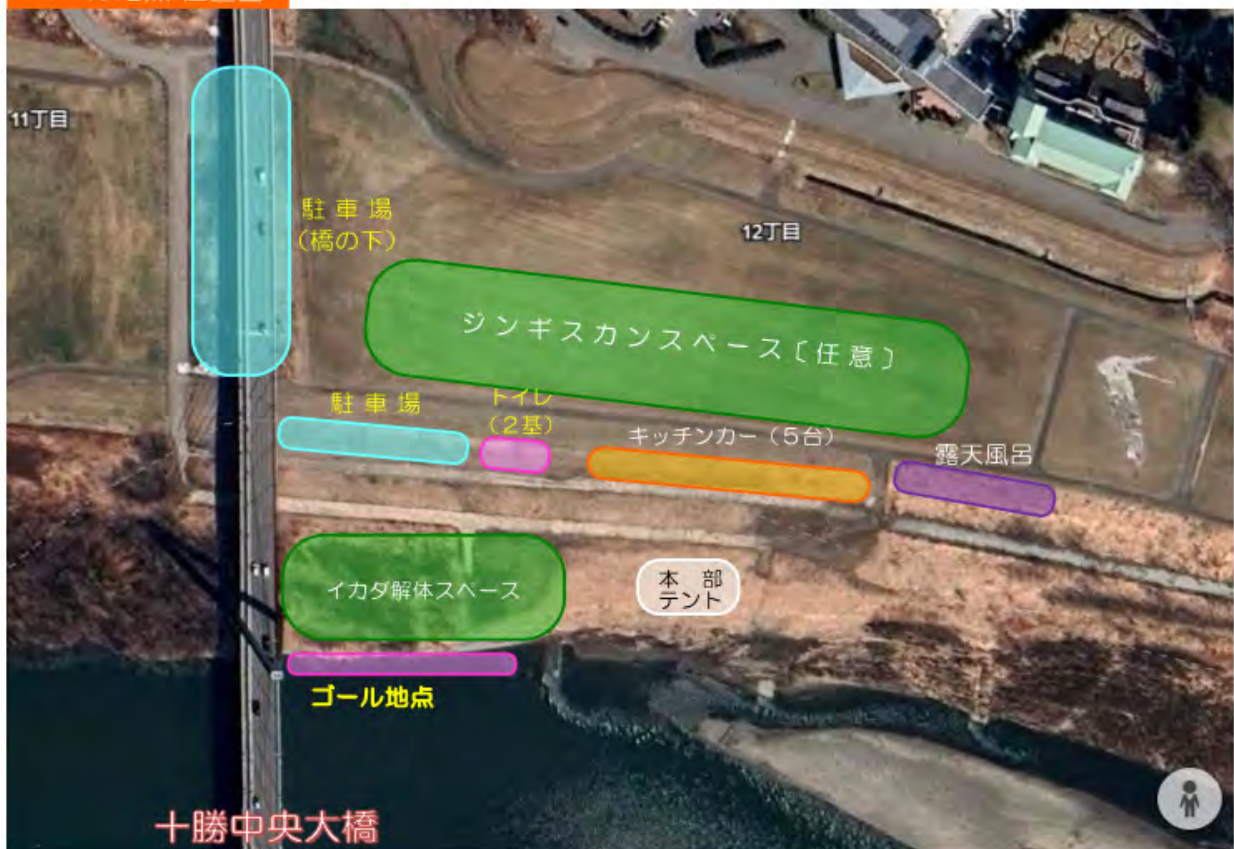 11丁目
駐車場
(橋の下)
12丁目
ジンギスカンスペース〔任意〕
駐車場
トイレ
(2基)
キッチンカー(5台)
露天風呂
イカダ解体スペース
本部
テント
ゴール地点
十勝中央大橋